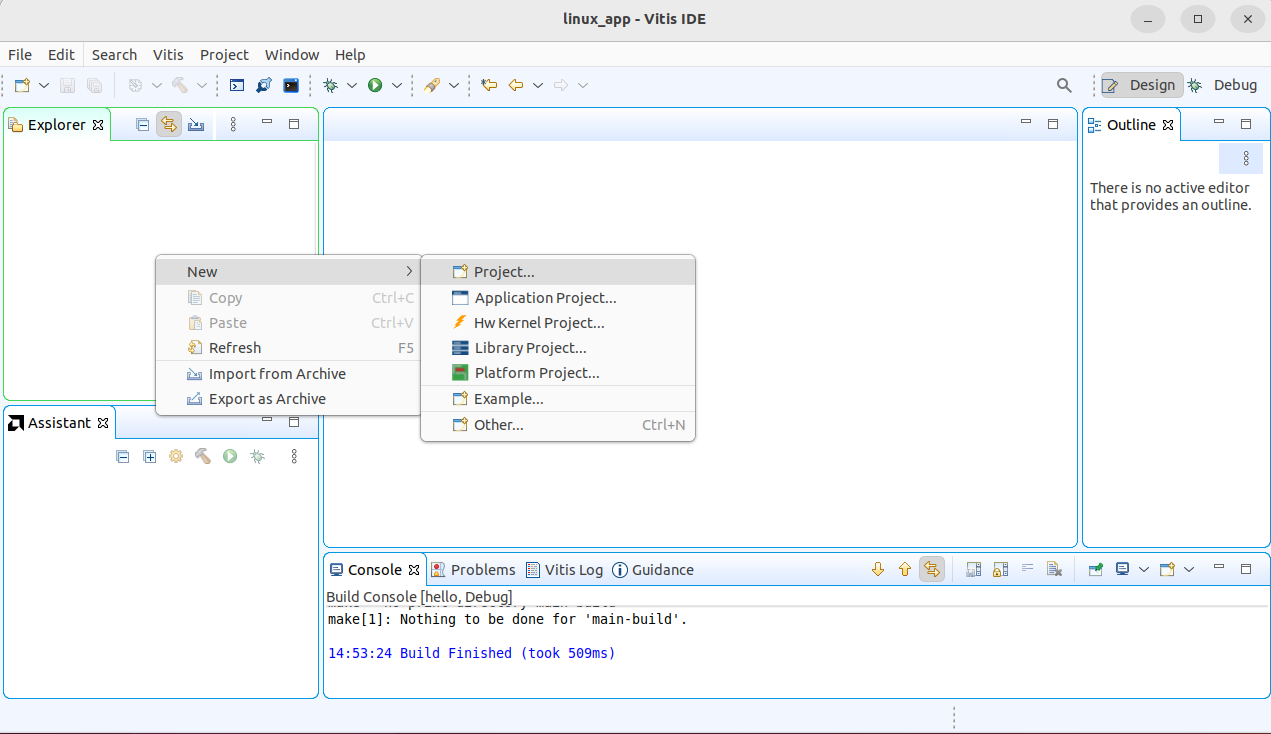 linux_app - Vitis IDE
File Edit Search Vitis Project Window Help
Design Debug
Explorer
Outline
There is no active editor
that provides an outline.
New
Copy Ctrl+C
Paste Ctrl+V
Refresh F5
Import from Archive
Export as Archive
Project...
Application Project...
Hw Kernel Project...
Library Project...
Platform Project...
Example...
Other... Ctrl+N
Assistant
Console Problems Vitis Log Guidance
Build Console [hello, Debug]
make[1]: Nothing to be done for 'main-build'.
14:53:24 Build Finished (took 509ms)